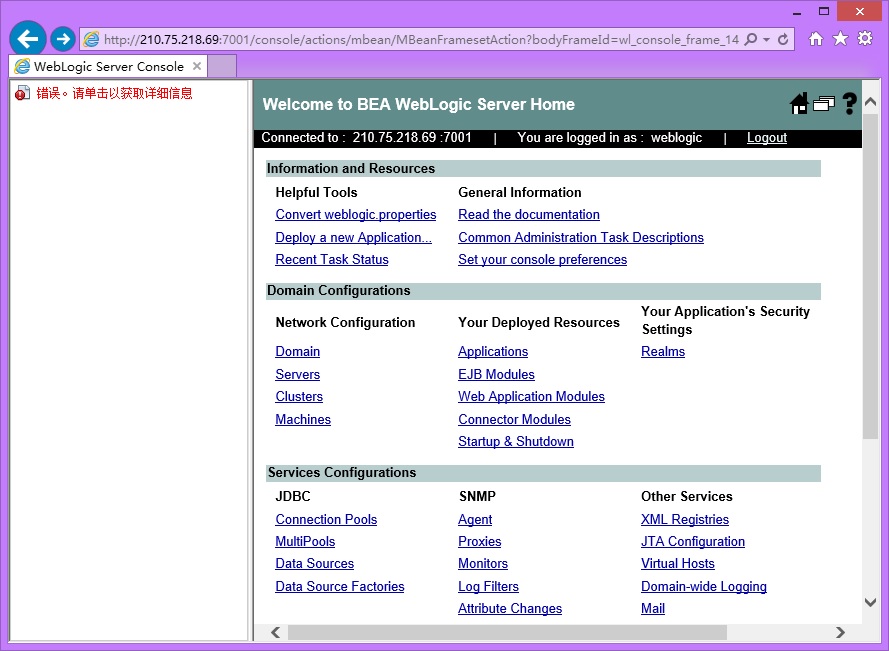 http://210.75.218.69:7001/console/actions/mbean/MBeanFramesetAction?bodyFrameId=wl_console_frame_14
WebLogic Server Console
错误。请单击以获取详细信息
Welcome to BEA WebLogic Server Home
Connected to : 210.75.218.69 :7001 | You are logged in as : weblogic | Logout
Information and Resources
Helpful Tools General Information
Convert weblogic.properties Read the documentation
Deploy a new Application... Common Administration Task Descriptions
Recent Task Status Set your console preferences
Domain Configurations
Network Configuration Your Deployed Resources Your Application's Security
Settings
Domain Applications Realms
Servers EJB Modules
Clusters Web Application Modules
Machines Connector Modules
Startup & Shutdown
Services Configurations
JDBC SNMP Other Services
Connection Pools Agent XML Registries
MultiPools Proxies JTA Configuration
Data Sources Monitors Virtual Hosts
Data Source Factories Log Filters Domain-wide Logging
Attribute Changes Mail